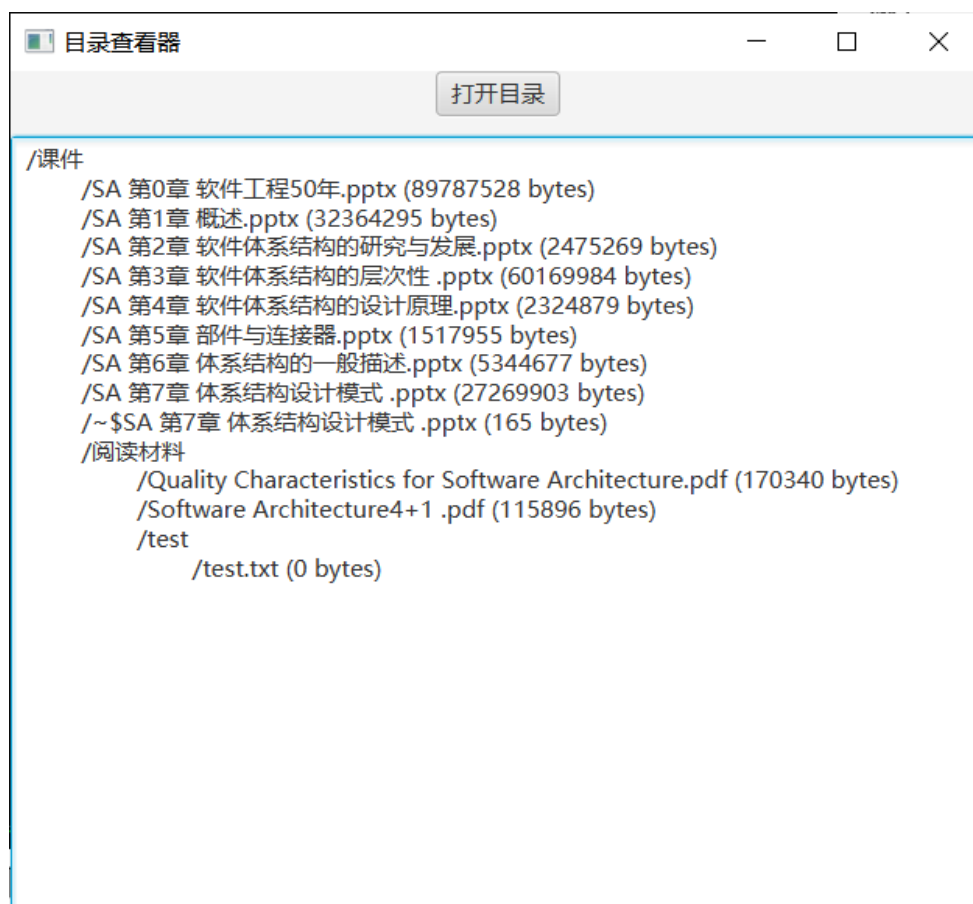 目录查看器
打开目录
/课件
/SA 第0章 软件工程50年.pptx (89787528 bytes)
/SA 第1章 概述.pptx (32364295 bytes)
/SA 第2章 软件体系结构的研究与发展.pptx (2475269 bytes)
/SA 第3章 软件体系结构的层次性 .pptx (60169984 bytes)
/SA 第4章 软件体系结构的设计原理.pptx (2324879 bytes)
/SA 第5章 部件与连接器.pptx (1517955 bytes)
/SA 第6章 体系结构的一般描述.pptx (5344677 bytes)
/SA 第7章 体系结构设计模式 .pptx (27269903 bytes)
/~$SA 第7章 体系结构设计模式 .pptx (165 bytes)
/阅读材料
/Quality Characteristics for Software Architecture.pdf (170340 bytes)
/Software Architecture4+1 .pdf (115896 bytes)
/test
/test.txt (0 bytes)